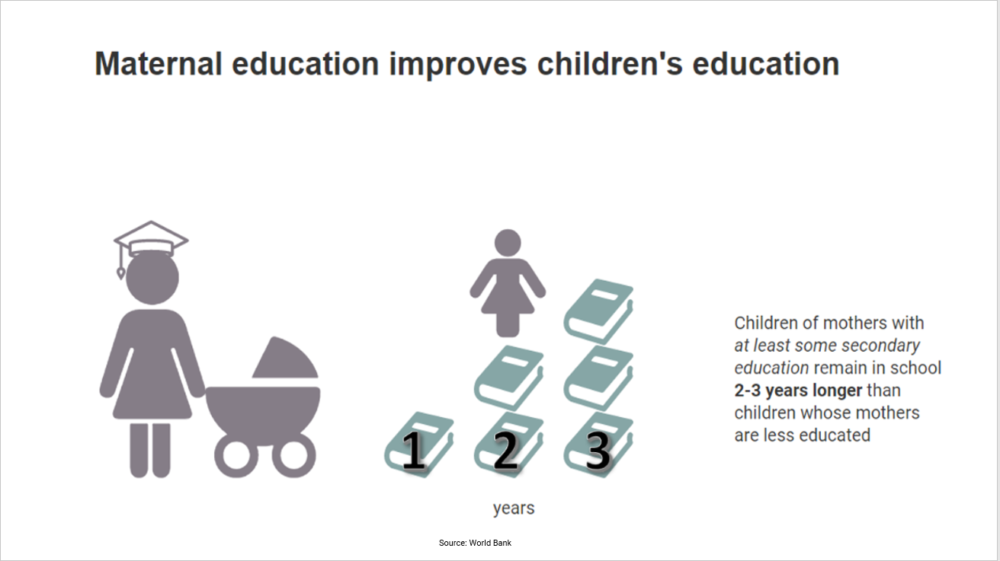 Maternal education improves children's education
Children of mothers with
at least some secondary
education remain in school
2-3 years longer than
children whose mothers
are less educated
1 2 3
years
Source: World Bank